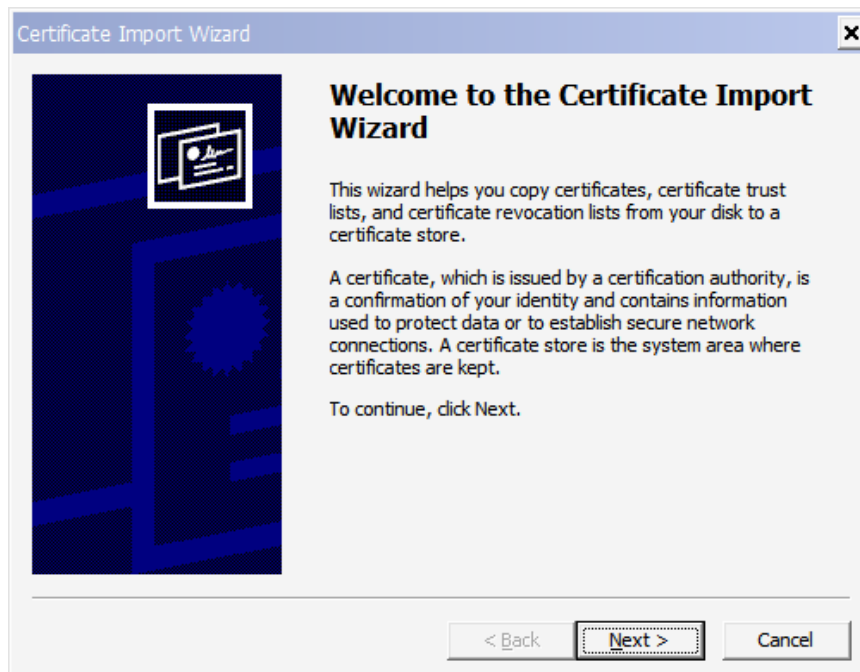 Certificate Import Wizard
Welcome to the Certificate Import
Wizard
This wizard helps you copy certificates, certificate trust
lists, and certificate revocation lists from your disk to a
certificate store.
A certificate, which is issued by a certification authority, is
a confirmation of your identity and contains information
used to protect data or to establish secure network
connections. A certificate store is the system area where
certificates are kept.
To continue, click Next.
< Back Next > Cancel